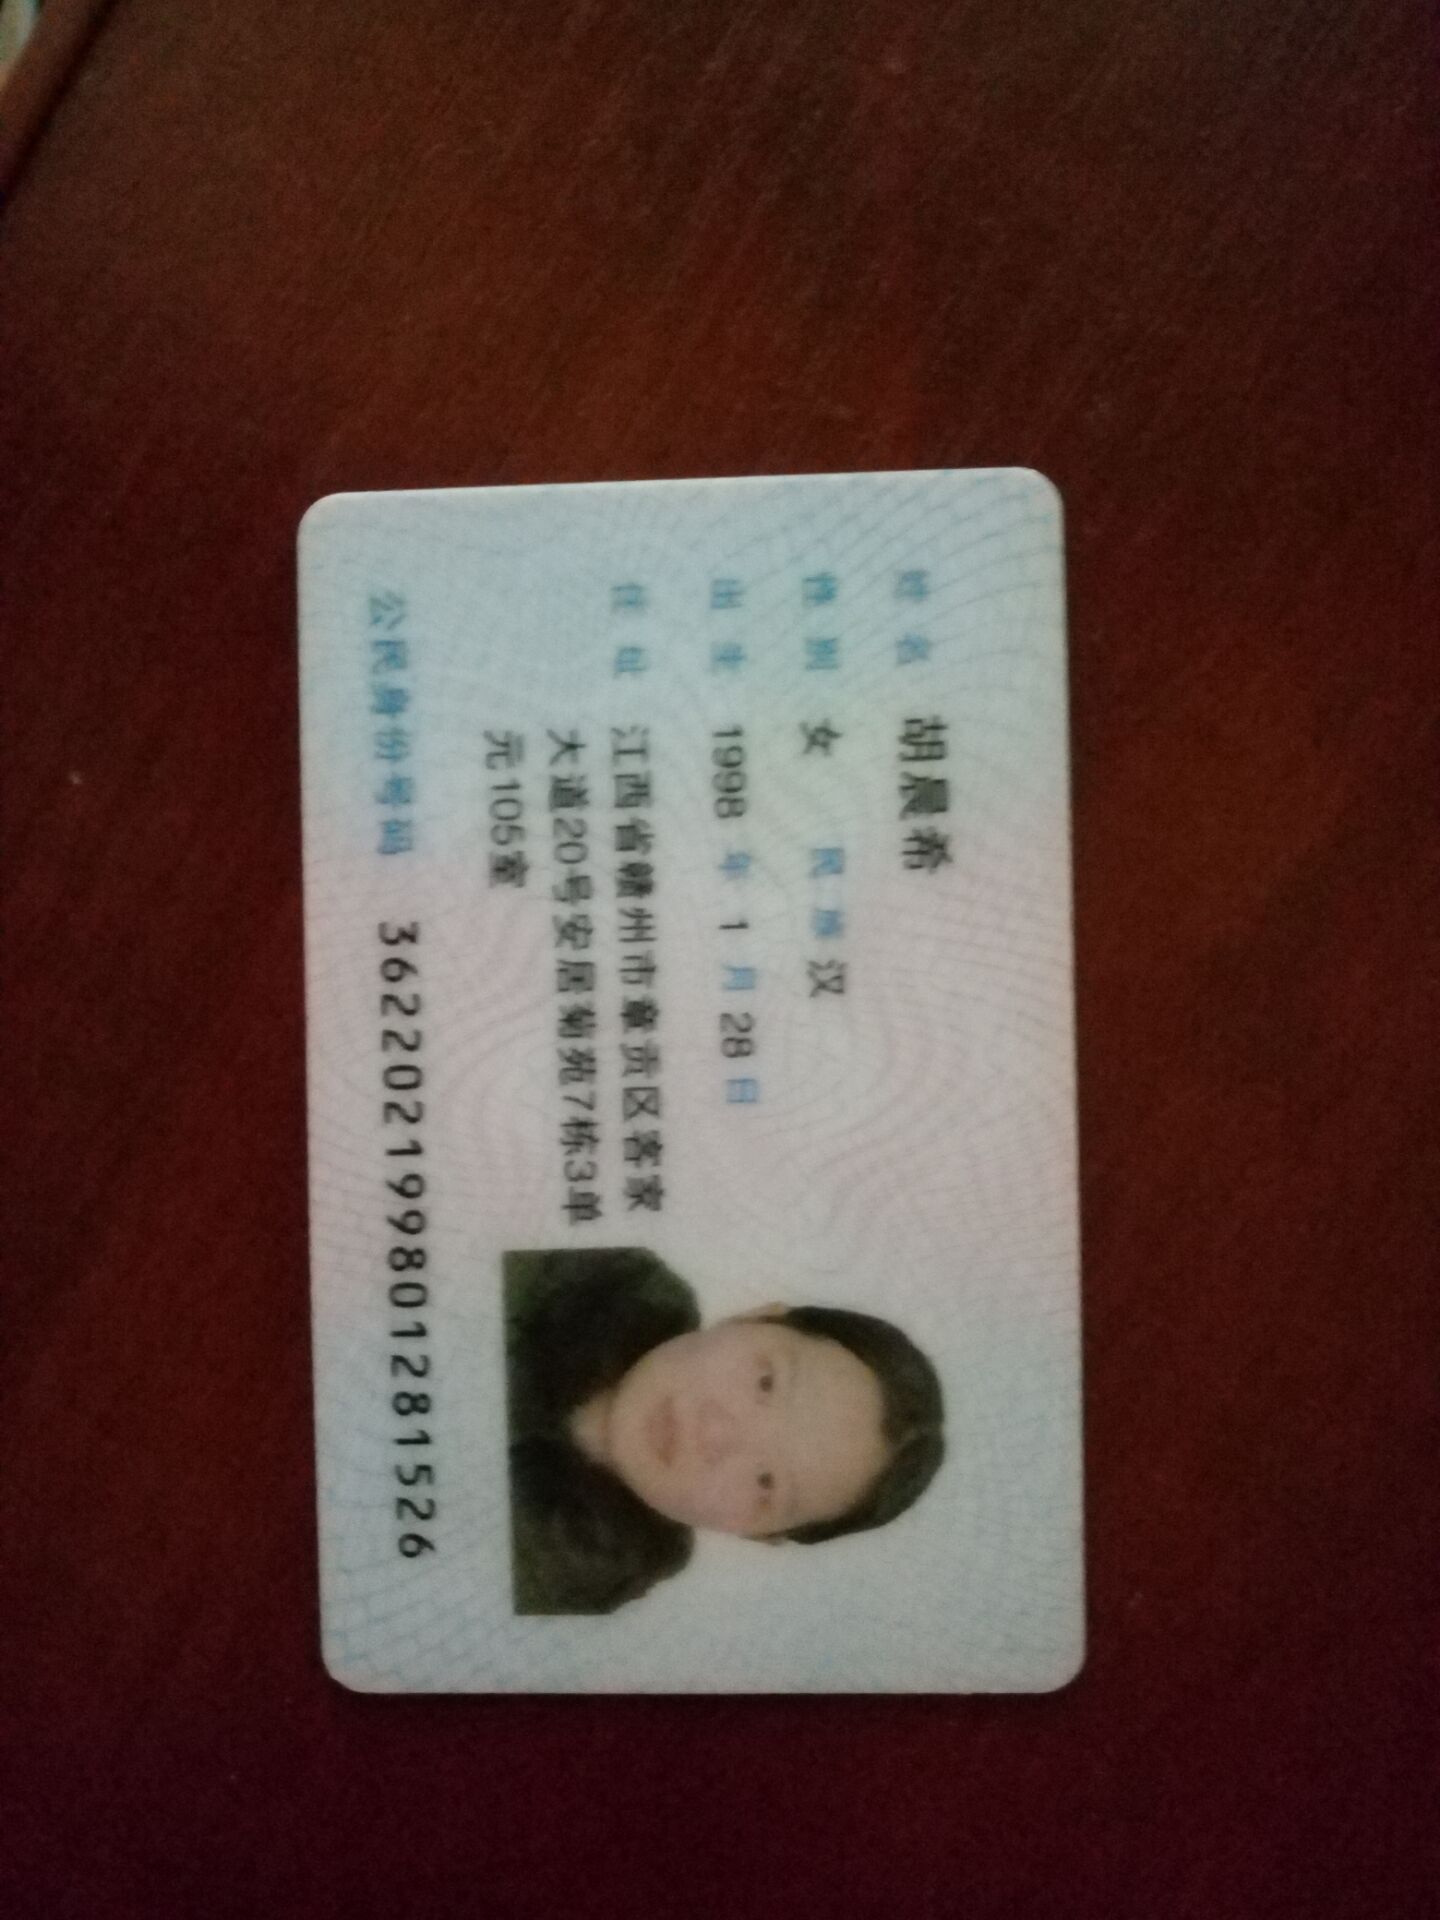 姓名 胡晨希
性别 女 民族 汉
出生 1998 年 1 月 28 日
住址 江西省赣州市章贡区客家
大道20号安居菊苑7栋3单
元105室
公民身份号码 362202199801281526